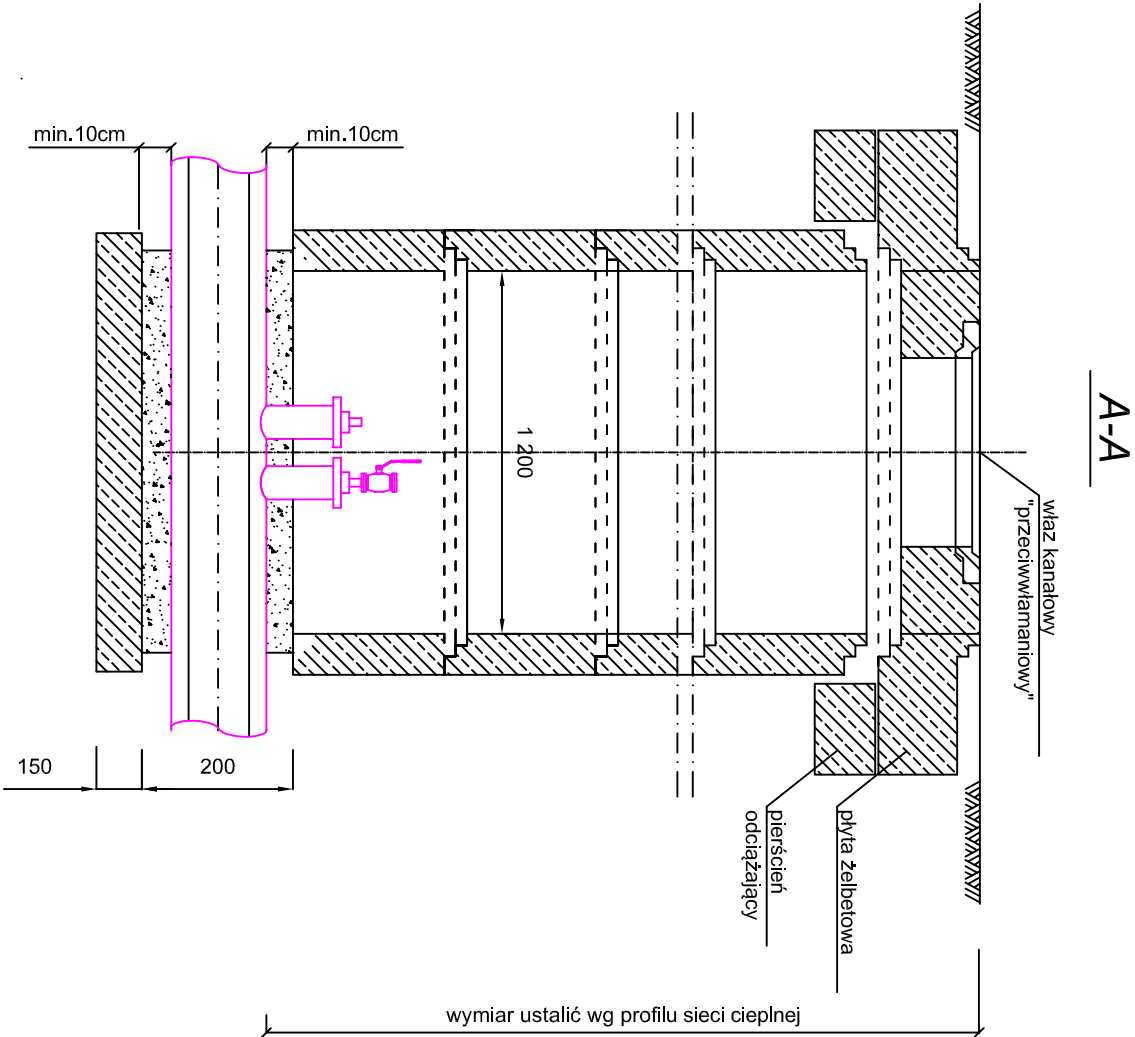 A-A
właz kanałowy
"przeciwwłamaniowy"
min.10cm
min.10cm
1 200
150
200
płyta żelbetowa
pierścień
odciążający
wymiar ustalić wg profilu sieci cieplnej